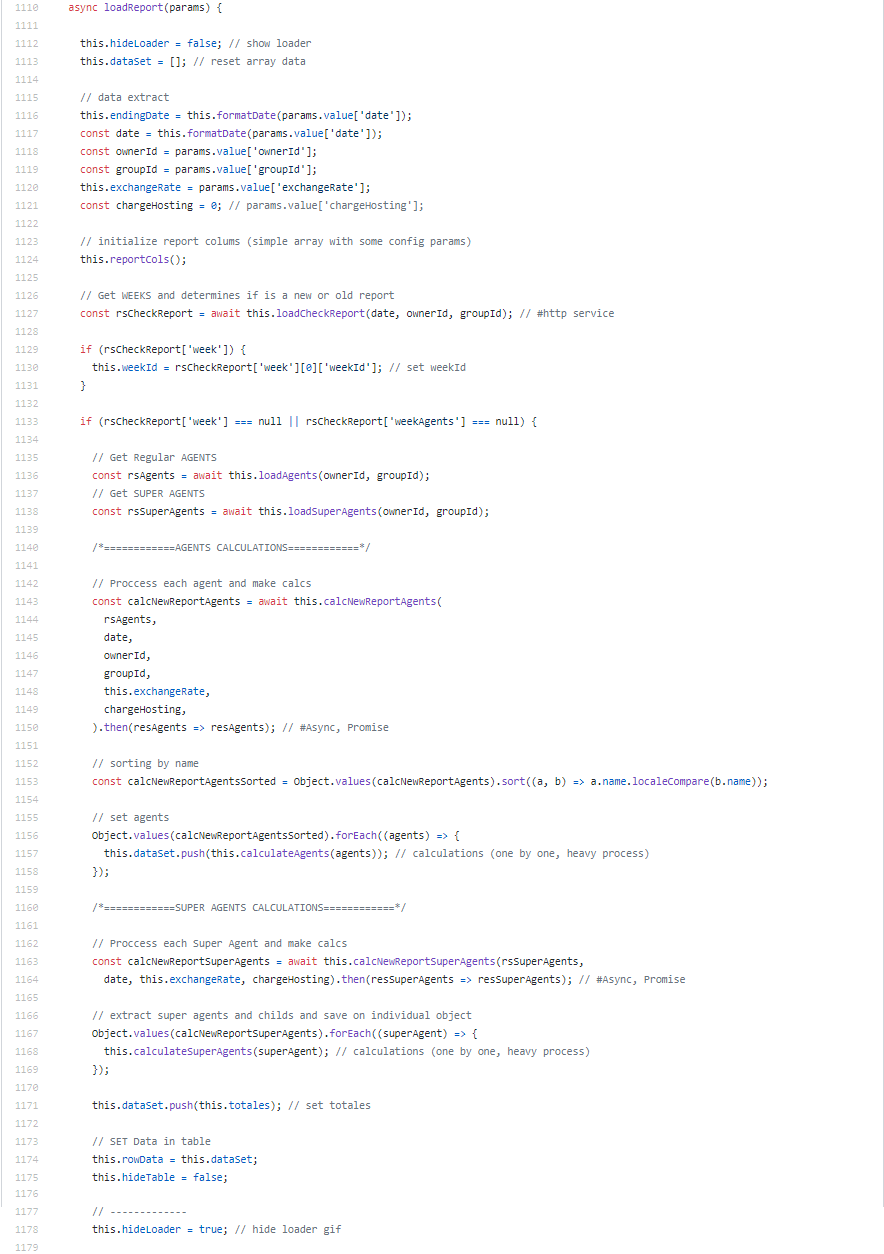 1110 async loadReport(params) {
1111
1112 this.hideLoader = false; // show loader
1113 this.dataSet = []; // reset array data
1114
1115 // data extract
1116 this.endingDate = this.formatDate(params.value['date']);
1117 const date = this.formatDate(params.value['date']);
1118 const ownerId = params.value['ownerId'];
1119 const groupId = params.value['groupId'];
1120 this.exchangeRate = params.value['exchangeRate'];
1121 const chargeHosting = 0; // params.value['chargeHosting'];
1122
1123 // initialize report colums (simple array with some config params)
1124 this.reportCols();
1125
1126 // Get WEEKS and determines if is a new or old report
1127 const rsCheckReport = await this.loadCheckReport(date, ownerId, groupId); // #http service
1128
1129 if (rsCheckReport['week']) {
1130 this.weekId = rsCheckReport['week'][0]['weekId']; // set weekId
1131 }
1132
1133 if (rsCheckReport['week'] === null || rsCheckReport['weekAgents'] === null) {
1134
1135 // Get Regular AGENTS
1136 const rsAgents = await this.loadAgents(ownerId, groupId);
1137 // Get SUPER AGENTS
1138 const rsSuperAgents = await this.loadSuperAgents(ownerId, groupId);
1139
1140 /*============AGENTS CALCULATIONS============*/
1141
1142 // Proccess each agent and make calcs
1143 const calcNewReportAgents = await this.calcNewReportAgents(
1144 rsAgents,
1145 date,
1146 ownerId,
1147 groupId,
1148 this.exchangeRate,
1149 chargeHosting,
1150 ).then(resAgents => resAgents); // #Async, Promise
1151
1152 // sorting by name
1153 const calcNewReportAgentsSorted = Object.values(calcNewReportAgents).sort((a, b) => a.name.localeCompare(b.name));
1154
1155 // set agents
1156 Object.values(calcNewReportAgentsSorted).forEach((agents) => {
1157 this.dataSet.push(this.calculateAgents(agents)); // calculations (one by one, heavy process)
1158 });
1159
1160 /*============SUPER AGENTS CALCULATIONS============*/
1161
1162 // Proccess each Super Agent and make calcs
1163 const calcNewReportSuperAgents = await this.calcNewReportSuperAgents(rsSuperAgents,
1164 date, this.exchangeRate, chargeHosting).then(resSuperAgents => resSuperAgents); // #Async, Promise
1165
1166 // extract super agents and childs and save on individual object
1167 Object.values(calcNewReportSuperAgents).forEach((superAgent) => {
1168 this.calculateSuperAgents(superAgent); // calculations (one by one, heavy process)
1169 });
1170
1171 this.dataSet.push(this.totales); // set totales
1172
1173 // SET Data in table
1174 this.rowData = this.dataSet;
1175 this.hideTable = false;
1176
1177 // -------------
1178 this.hideLoader = true; // hide loader gif
1179